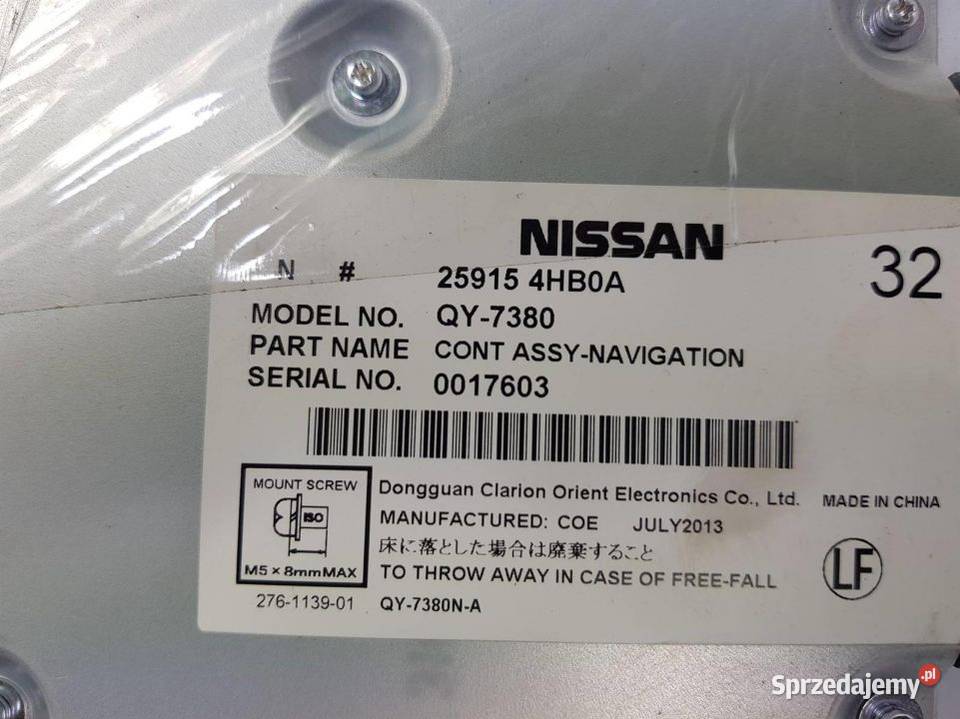 NISSAN
32
N # 25915 4HB0A
MODEL NO. QY-7380
PART NAME CONT ASSY-NAVIGATION
SERIAL NO. 0017603
MOUNT SCREW
ISO
M5 × 8mmMAX
Dongguan Clarion Orient Electronics Co., Ltd. MADE IN CHINA
MANUFACTURED: COE JULY2013
床に落とした場合は廃棄すること
TO THROW AWAY IN CASE OF FREE-FALL
LF
276-1139-01 QY-7380N-A
Sprzedajemy.pl